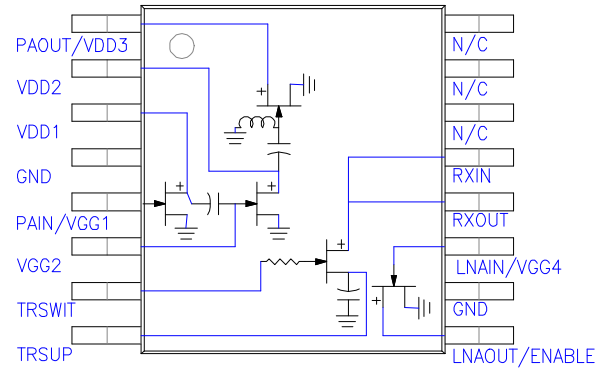 PAOUT/VDD3
VDD2
VDD1
GND
PAIN/VGG1
VGG2
TRSWIT
TRSUP
N/C
N/C
N/C
RXIN
RXOUT
LNAIN/VGG4
GND
LNAOUT/ENABLE
+
+
+
+
+